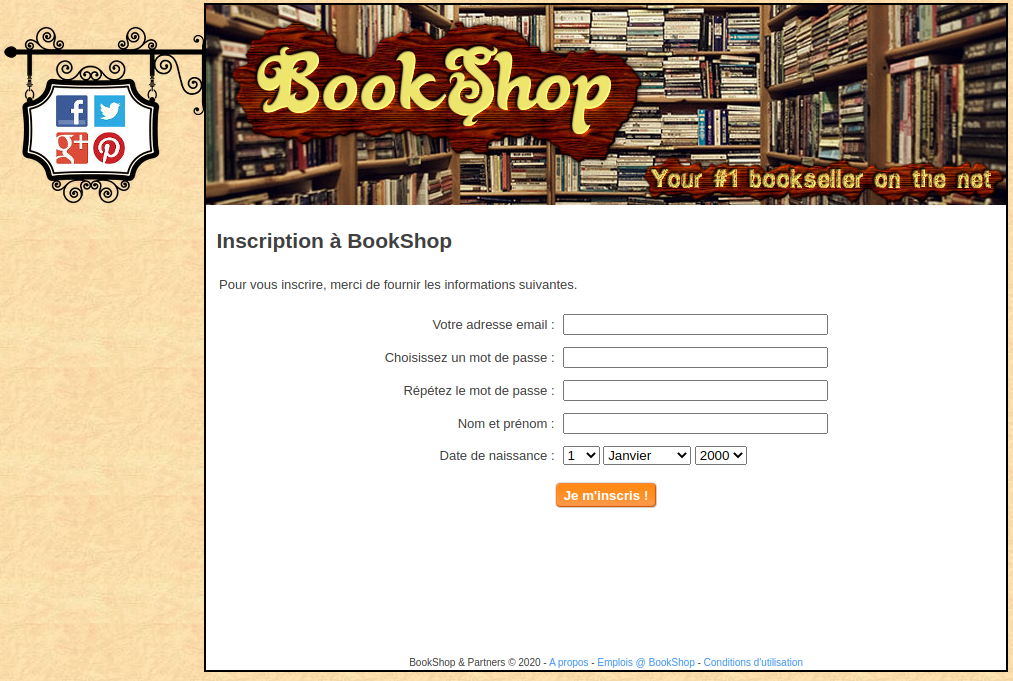 BookShop
Your #1 bookseller on the net
Inscription à BookShop
Pour vous inscrire, merci de fournir les informations suivantes.
Votre adresse email :
Choisissez un mot de passe :
Répétez le mot de passe :
Nom et prénom :
Date de naissance : 1 Janvier 2000
Je m'inscris !
BookShop & Partners © 2020 - A propos - Emplois @ BookShop - Conditions d'utilisation